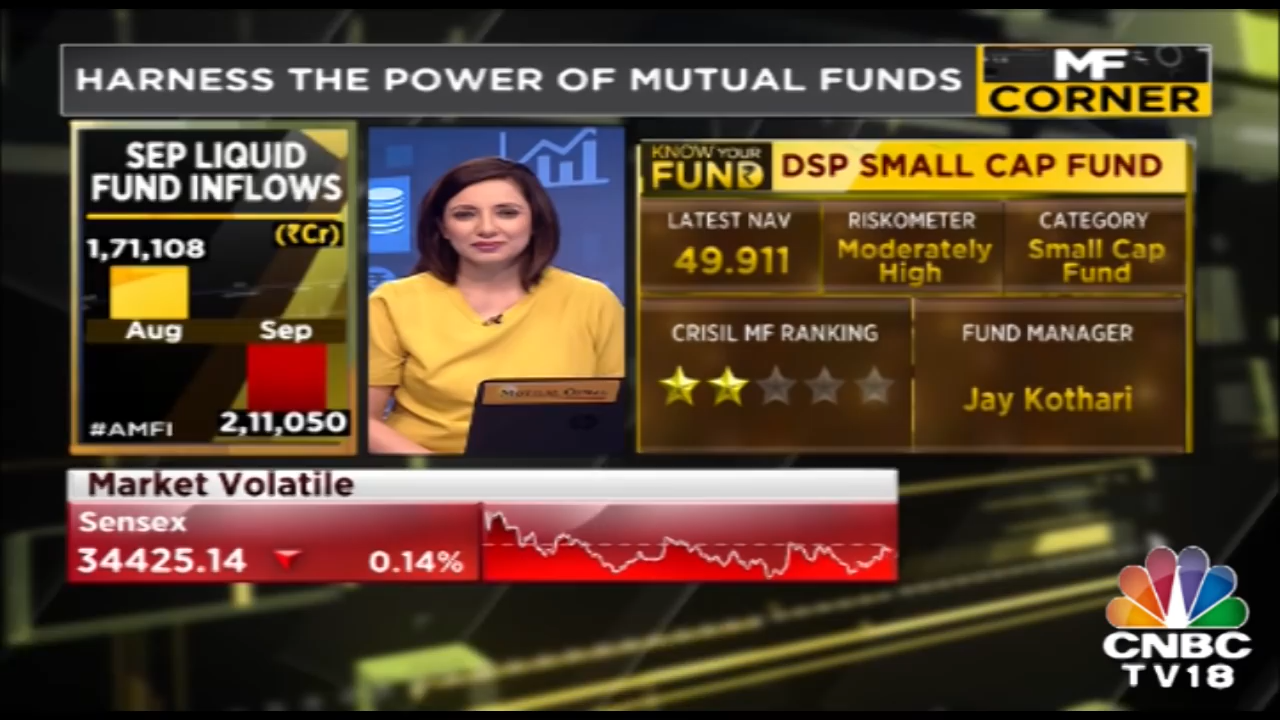 HARNESS THE POWER OF MUTUAL FUNDS
MF
CORNER
SEP LIQUID
FUND INFLOWS
(₹Cr)
1,71,108
Aug
Sep
2,11,050
#AMFI
KNOW YOUR
FUND
DSP SMALL CAP FUND
LATEST NAV
49.911
RISKOMETER
Moderately
High
CATEGORY
Small Cap
Fund
CRISIL MF RANKING
FUND MANAGER
Jay Kothari
Market Volatile
Sensex
34425.14
0.14%
CNBC
TV18